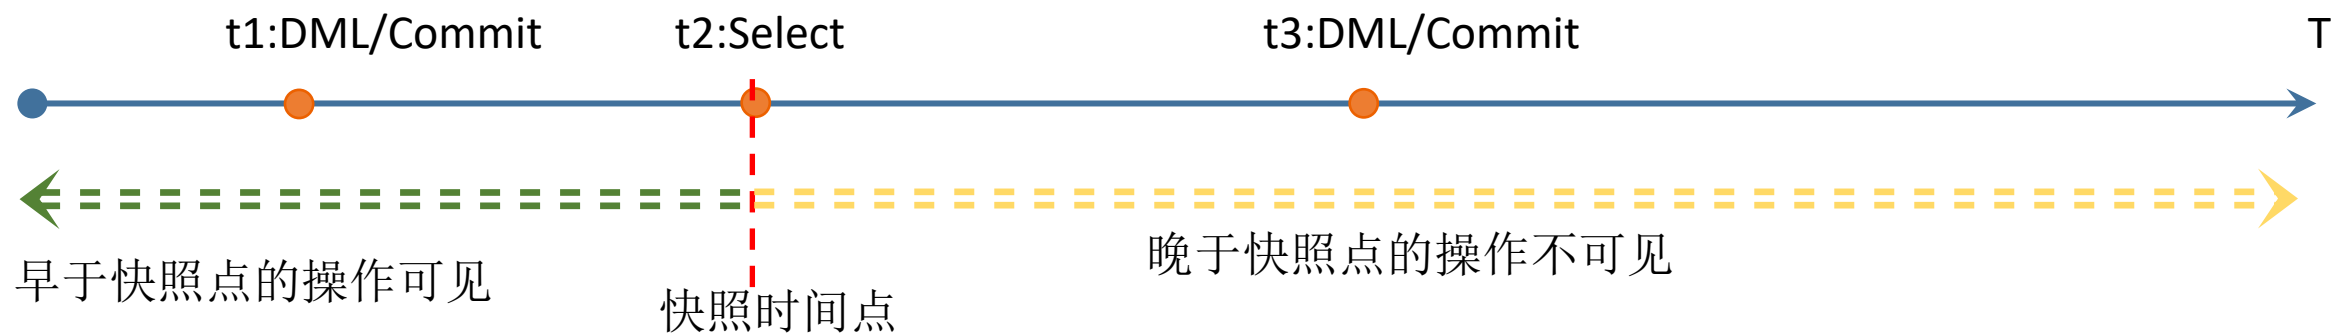 t1:DML/Commit
t2:Select
t3:DML/Commit
T
早于快照点的操作可见
晚于快照点的操作不可见
快照时间点